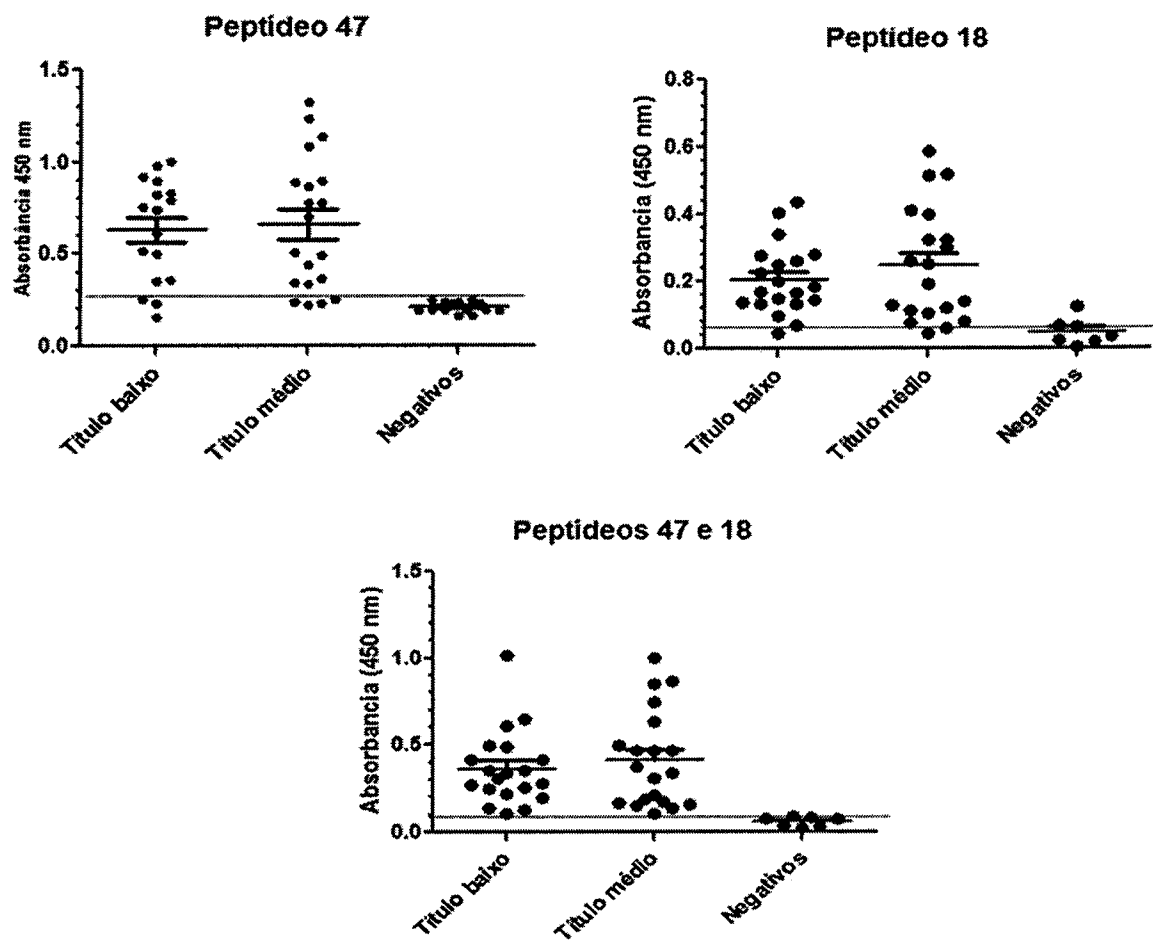 Peptídeo 47
Absorbância 450 nm
1.5
1.0
0.5
0.0
Título baixo
Título médio
Negativos
Peptídeo 18
Absorbancia (450 nm)
0.8
0.6
0.4
0.2
0.0
Título baixo
Título médio
Negativos
Peptídeos 47 e 18
Absorbancia (450 nm)
1.5
1.0
0.5
0.0
Título baixo
Título médio
Negativos